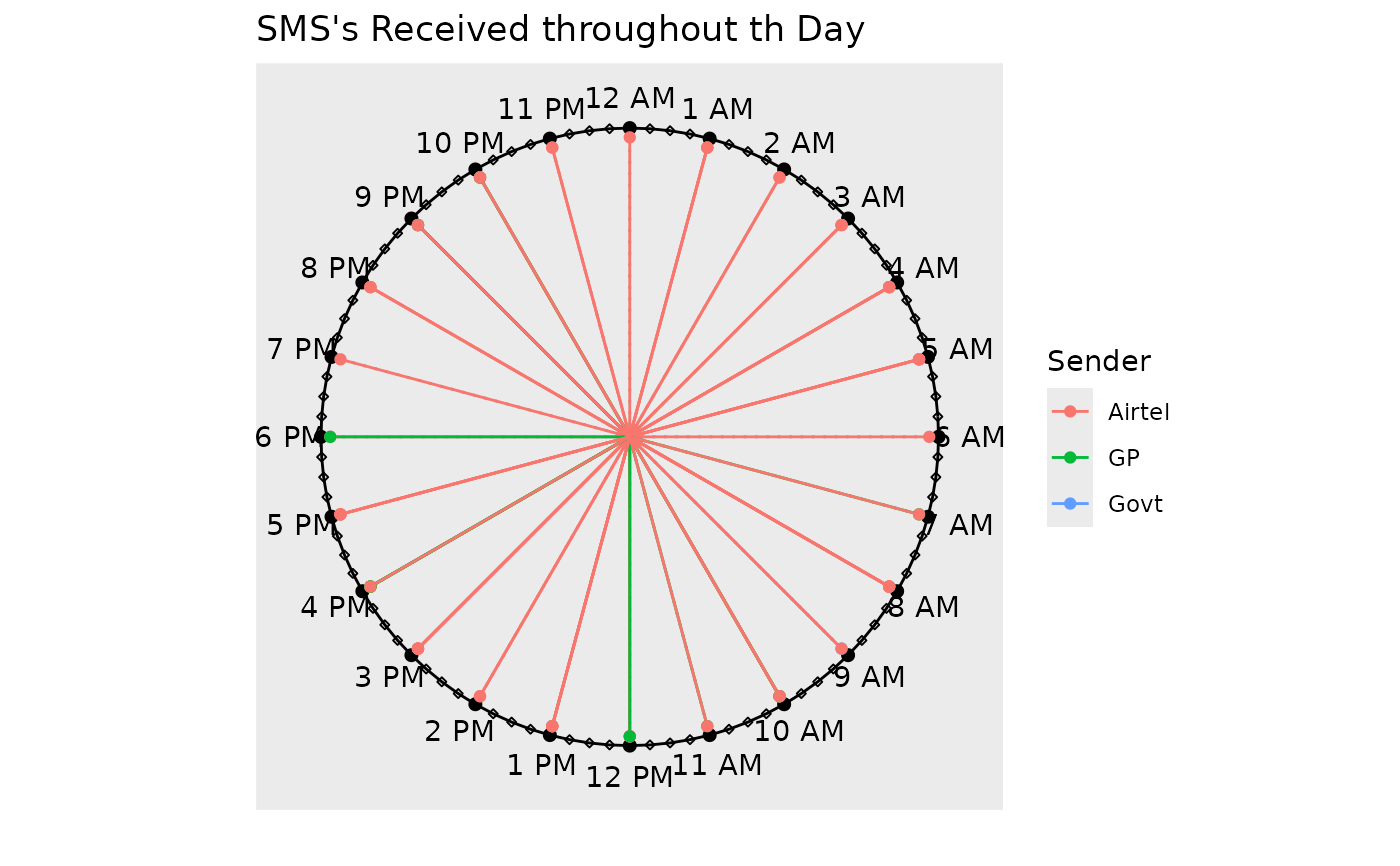 SMS's Received throughout th Day
12 AM
1 AM
2 AM
3 AM
4 AM
5 AM
6 AM
7 AM
8 AM
9 AM
10 AM
11 AM
12 PM
1 PM
2 PM
3 PM
4 PM
5 PM
6 PM
7 PM
8 PM
9 PM
10 PM
11 PM
Sender
Airtel
GP
Govt